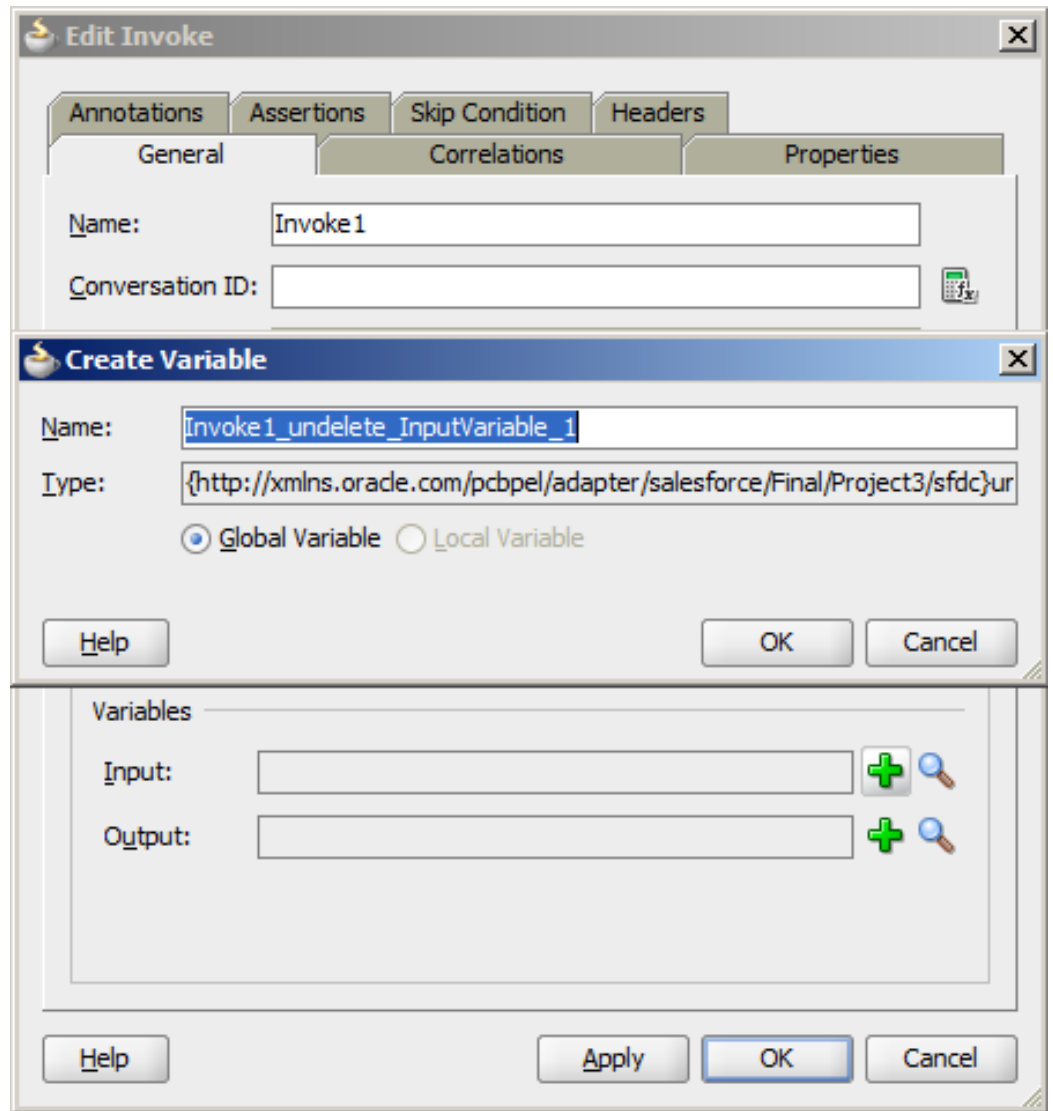 Edit Invoke
Annotations Assertions Skip Condition Headers
General Correlations Properties
Name: Invoke1
Conversation ID:
fx
Create Variable
Name: Invoke1_undelete_InputVariable_1
Type: {http://xmlns.oracle.com/pcbpel/adapter/salesforce/Final/Project3/sfdc}ur
Global Variable Local Variable
Help OK Cancel
Variables
Input:
Output:
Help Apply OK Cancel